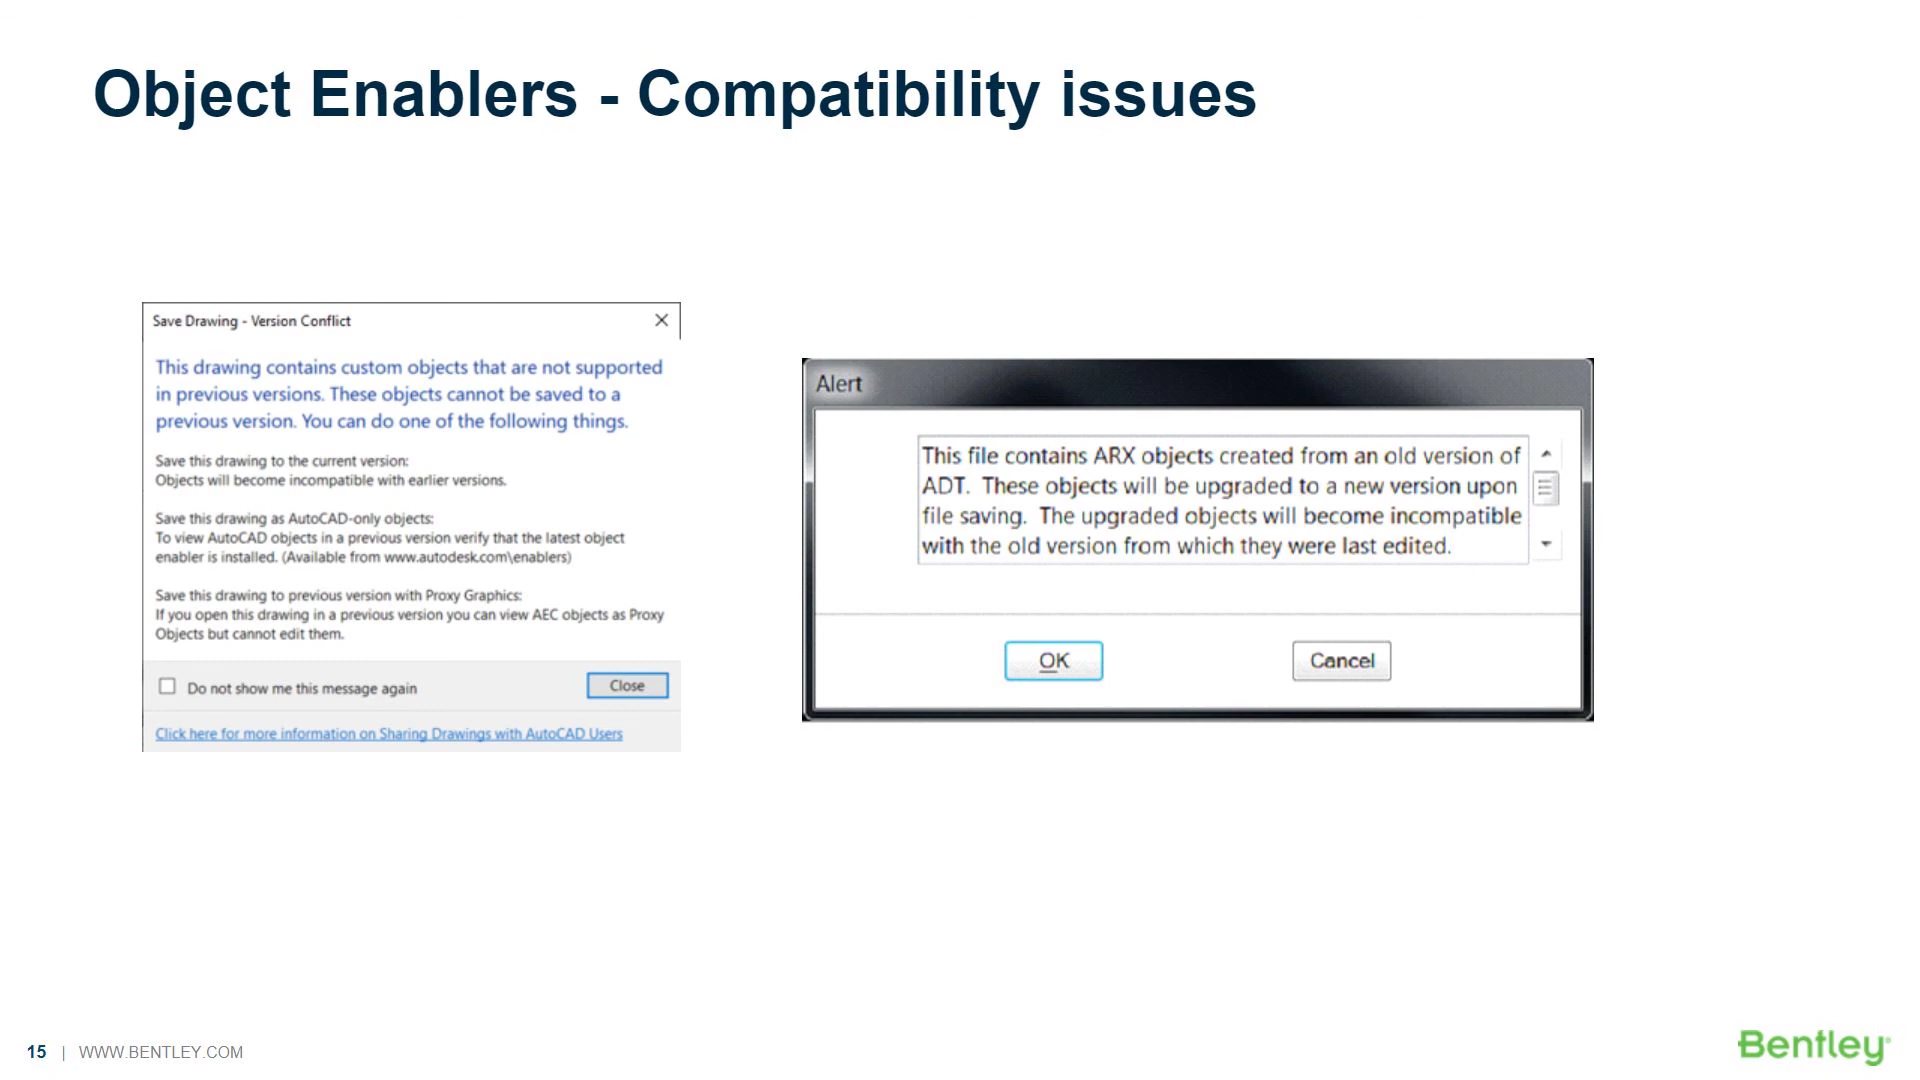 Object Enablers - Compatibility issues
Save Drawing - Version Conflict
This drawing contains custom objects that are not supported
in previous versions. These objects cannot be saved to a
previous version. You can do one of the following things.
Save this drawing to the current version:
Objects will become incompatible with earlier versions.
Save this drawing as AutoCAD-only objects:
To view AutoCAD objects in a previous version verify that the latest object
enabler is installed. (Available from www.autodesk.com\enablers)
Save this drawing to previous version with Proxy Graphics:
If you open this drawing in a previous version you can view AEC objects as Proxy
Objects but cannot edit them.
Do not show me this message again
Close
Click here for more information on Sharing Drawings with AutoCAD Users
Alert
This file contains ARX objects created from an old version of
ADT. These objects will be upgraded to a new version upon
file saving. The upgraded objects will become incompatible
with the old version from which they were last edited.
OK
Cancel
15 | WWW.BENTLEY.COM
Bentley®